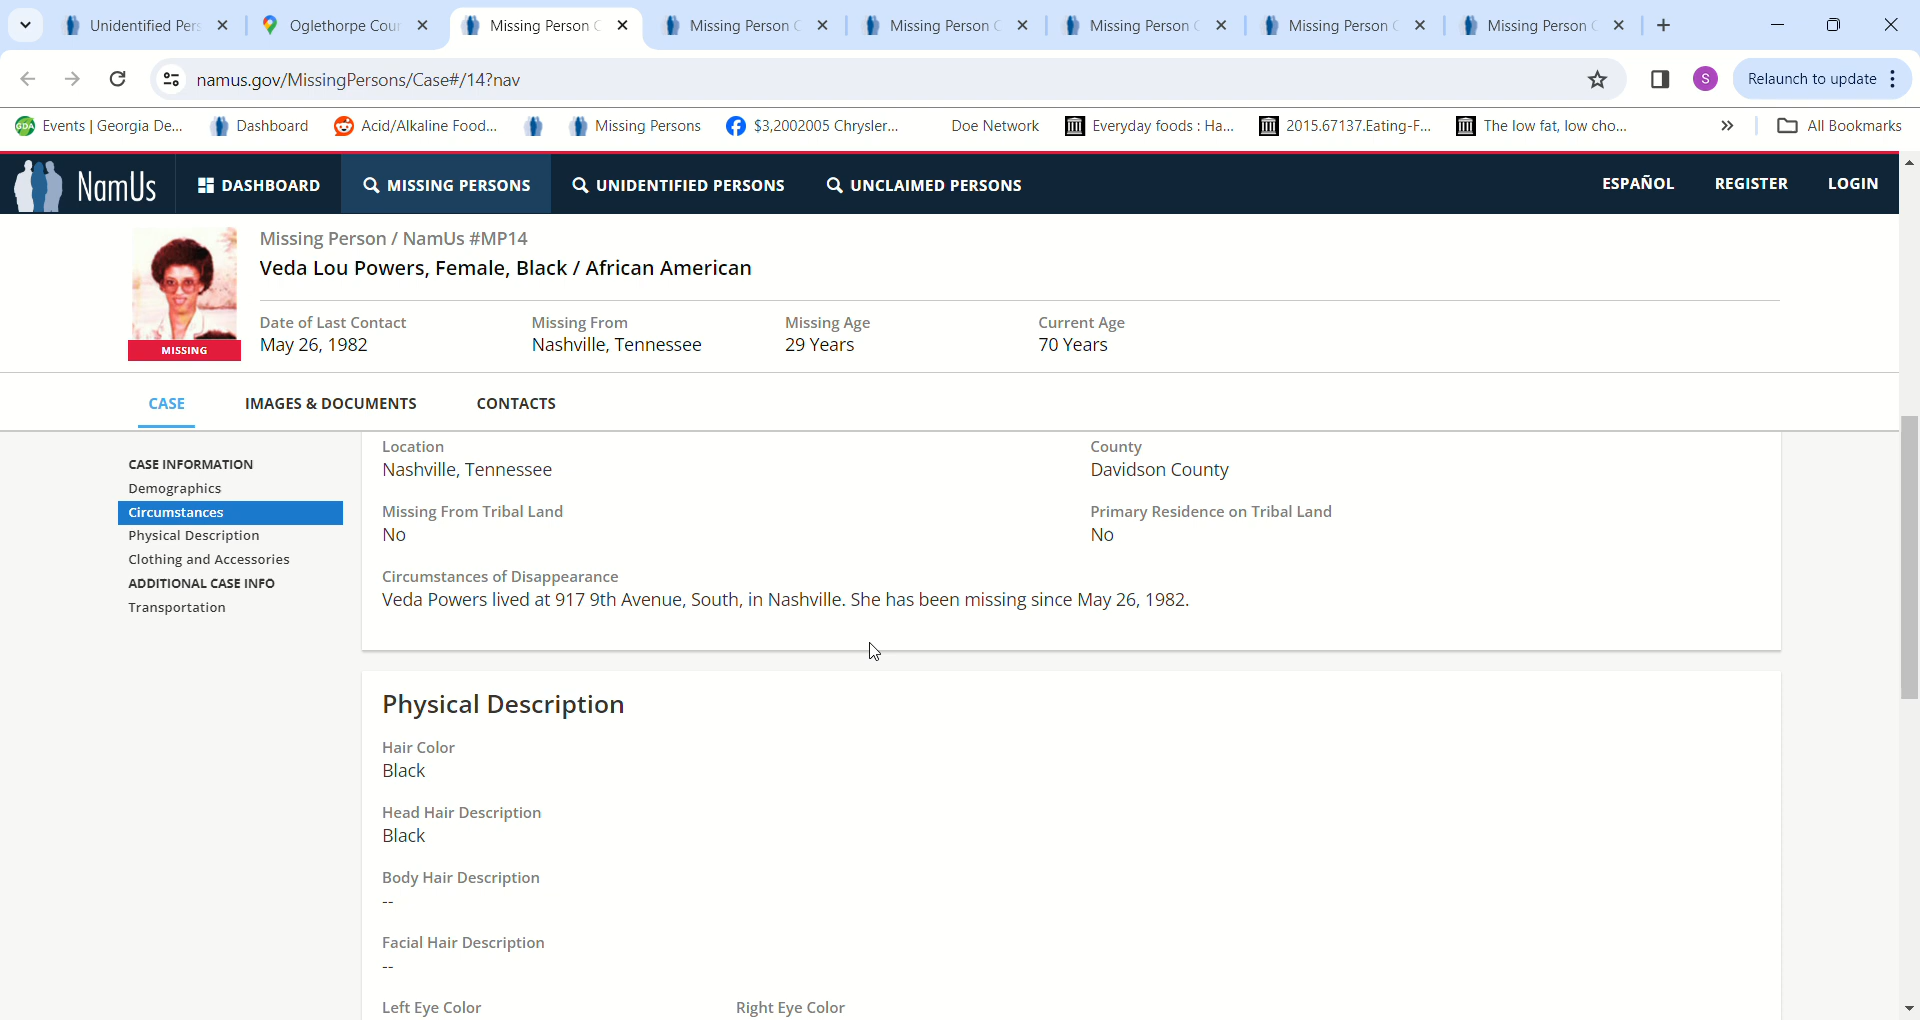 Unidentified Pers
Oglethorpe Cour
Missing Person C
Missing Person C
Missing Person C
Missing Person C
Missing Person C
Missing Person C
namus.gov/MissingPersons/Case#/14?nav
S
Relaunch to update
GDA
Events | Georgia De...
Dashboard
Acid/Alkaline Food...
Missing Persons
$3,2002005 Chrysler...
Doe Network
Everyday foods : Ha...
2015.67137.Eating-F...
The low fat, low cho...
»
All Bookmarks
NamUs
DASHBOARD
MISSING PERSONS
UNIDENTIFIED PERSONS
UNCLAIMED PERSONS
ESPAÑOL
REGISTER
LOGIN
MISSING
Missing Person / NamUs #MP14
Veda Lou Powers, Female, Black / African American
Date of Last Contact
May 26, 1982
Missing From
Nashville, Tennessee
Missing Age
29 Years
Current Age
70 Years
CASE
IMAGES & DOCUMENTS
CONTACTS
CASE INFORMATION
Demographics
Circumstances
Physical Description
Clothing and Accessories
ADDITIONAL CASE INFO
Transportation
Location
Nashville, Tennessee
County
Davidson County
Missing From Tribal Land
No
Primary Residence on Tribal Land
No
Circumstances of Disappearance
Veda Powers lived at 917 9th Avenue, South, in Nashville. She has been missing since May 26, 1982.
Physical Description
Hair Color
Black
Head Hair Description
Black
Body Hair Description
--
Facial Hair Description
--
Left Eye Color
Right Eye Color